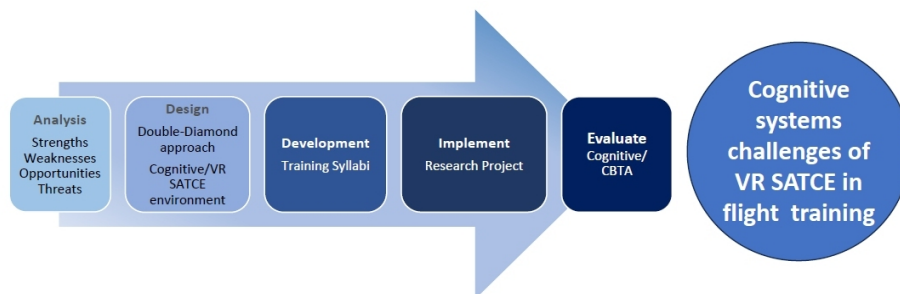 Analysis
Strengths
Weaknesses
Opportunities
Threats
Design
Double-Diamond
approach
Cognitive/VR
SATCE
environment
Development
Training Syllabi
Implement
Research Project
Evaluate
Cognitive/
CBTA
Cognitive
systems
challenges of
VR SATCE in
flight training